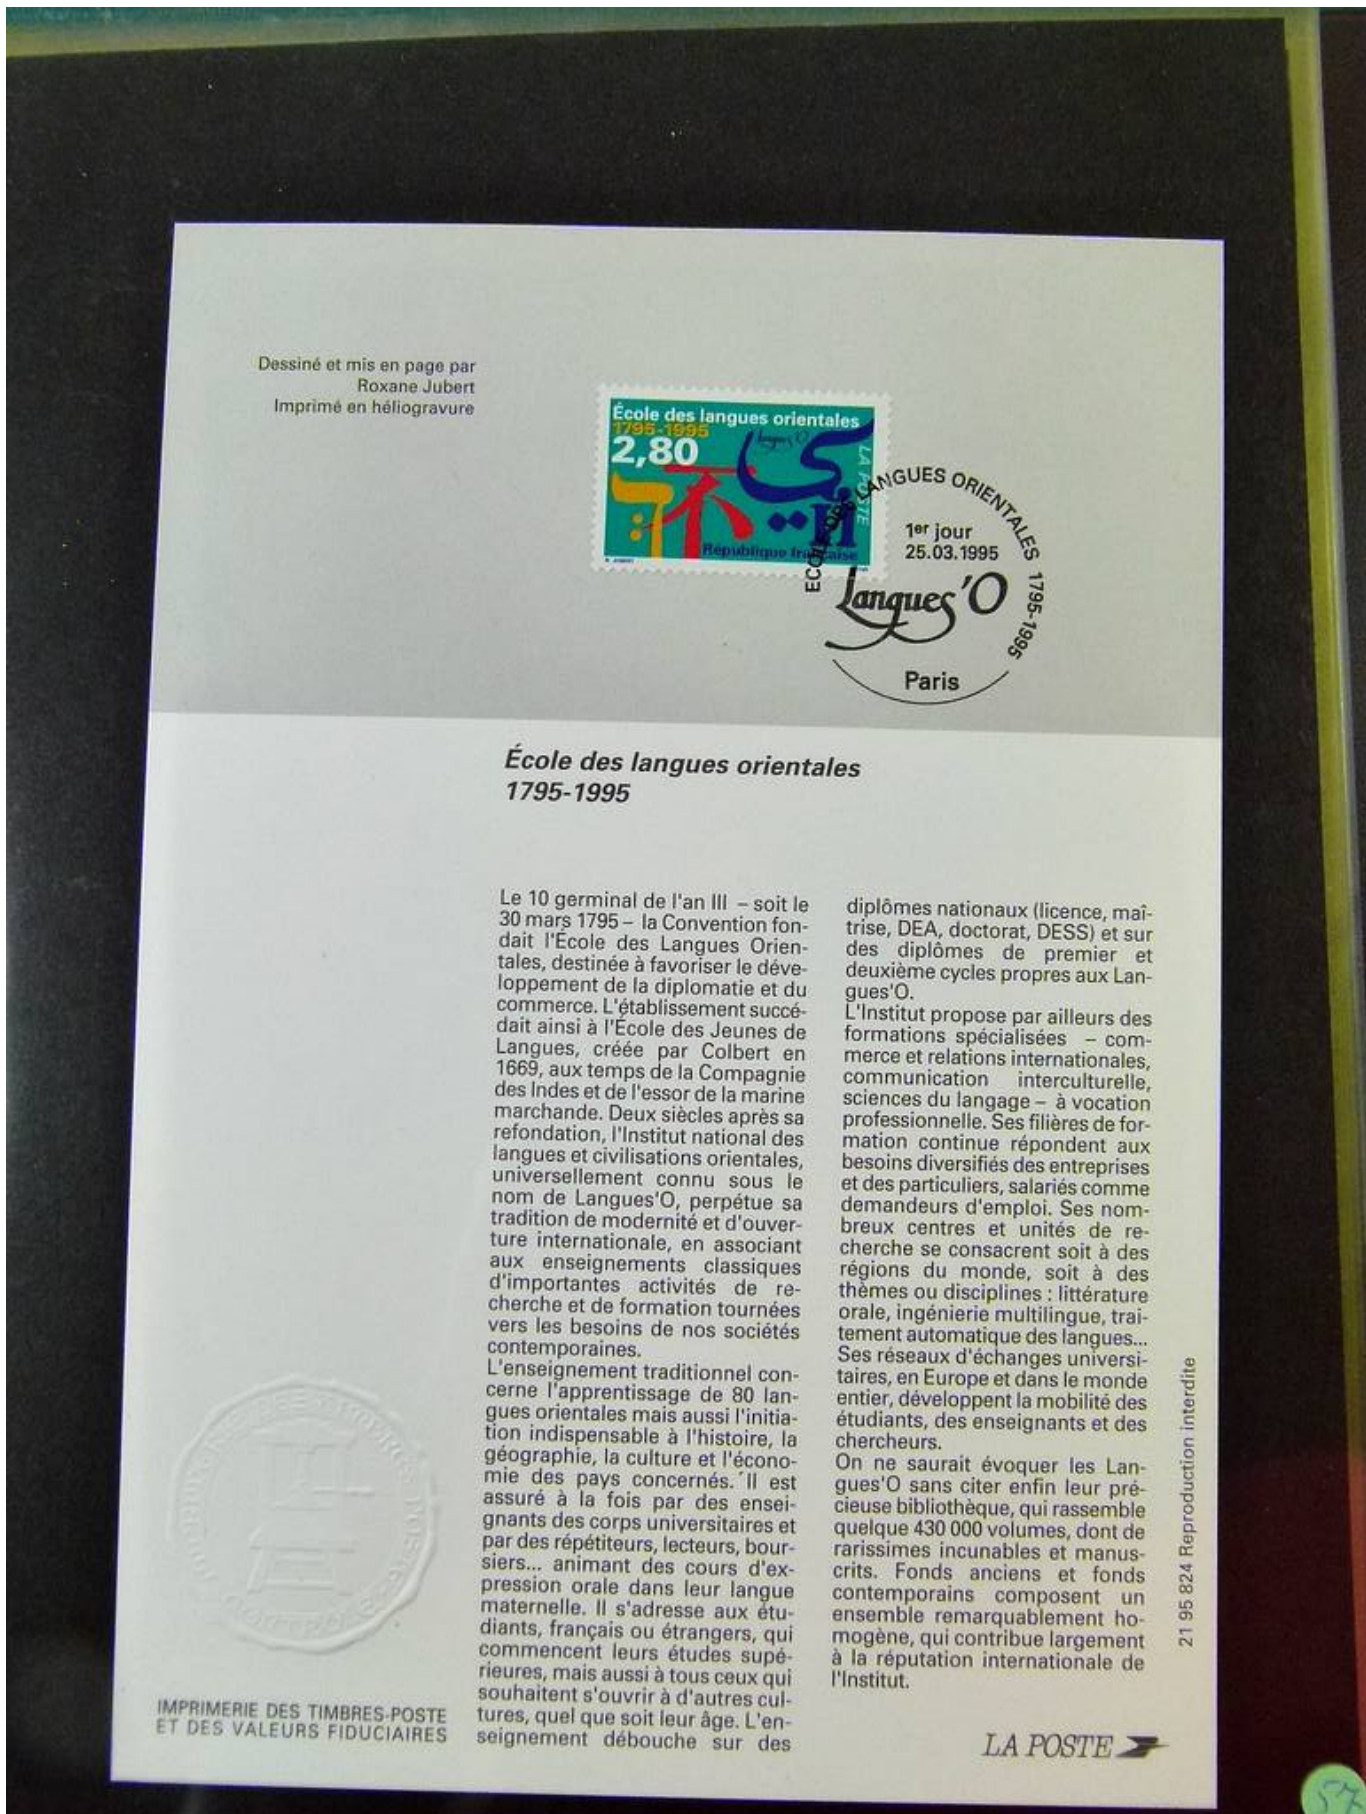 Dessiné et mis en page par
Roxane Jubert
Imprimé en héliogravure
École des langues orientales
1795-1995
2,80
Langues'O
LA POSTE
République française
ECOLE DES LANGUES ORIENTALES 1795-1995
1er jour
25.03.1995
Langues'O
Paris
École des langues orientales
1795-1995
Le 10 germinal de l'an III – soit le
30 mars 1795 – la Convention fon-
dait l'École des Langues Orien-
tales, destinée à favoriser le déve-
loppement de la diplomatie et du
commerce. L'établissement succé-
dait ainsi à l'École des Jeunes de
Langues, créée par Colbert en
1669, aux temps de la Compagnie
des Indes et de l'essor de la marine
marchande. Deux siècles après sa
refondation, l'Institut national des
langues et civilisations orientales,
universellement connu sous le
nom de Langues'O, perpétue sa
tradition de modernité et d'ouver-
ture internationale, en associant
aux enseignements classiques
d'importantes activités de re-
cherche et de formation tournées
vers les besoins de nos sociétés
contemporaines.
L'enseignement traditionnel con-
cerne l'apprentissage de 80 lan-
gues orientales mais aussi l'initia-
tion indispensable à l'histoire, la
géographie, la culture et l'écono-
mie des pays concernés. Il est
assuré à la fois par des ensei-
gnants des corps universitaires et
par des répétiteurs, lecteurs, bour-
siers... animant des cours d'ex-
pression orale dans leur langue
maternelle. Il s'adresse aux étu-
diants, français ou étrangers, qui
commencent leurs études supé-
rieures, mais aussi à tous ceux qui
souhaitent s'ouvrir à d'autres cul-
tures, quel que soit leur âge. L'en-
seignement débouche sur des
diplômes nationaux (licence, maî-
trise, DEA, doctorat, DESS) et sur
des diplômes de premier et
deuxième cycles propres aux Lan-
gues'O.
L'Institut propose par ailleurs des
formations spécialisées – com-
merce et relations internationales,
communication interculturelle,
sciences du langage – à vocation
professionnelle. Ses filières de for-
mation continue répondent aux
besoins diversifiés des entreprises
et des particuliers, salariés comme
demandeurs d'emploi. Ses nom-
breux centres et unités de re-
cherche se consacrent soit à des
régions du monde, soit à des
thèmes ou disciplines : littérature
orale, ingénierie multilingue, trai-
tement automatique des langues...
Ses réseaux d'échanges universi-
taires, en Europe et dans le monde
entier, développent la mobilité des
étudiants, des enseignants et des
chercheurs.
On ne saurait évoquer les Lan-
gues'O sans citer enfin leur pré-
cieuse bibliothèque, qui rassemble
quelque 430 000 volumes, dont de
rarissimes incunables et manus-
crits. Fonds anciens et fonds
contemporains composent un
ensemble remarquablement ho-
mogène, qui contribue largement
à la réputation internationale de
l'Institut.
21 95 824 Reproduction interdite
IMPRIMERIE DES TIMBRES-POSTE
ET DES VALEURS FIDUCIAIRES
LA POSTE
57